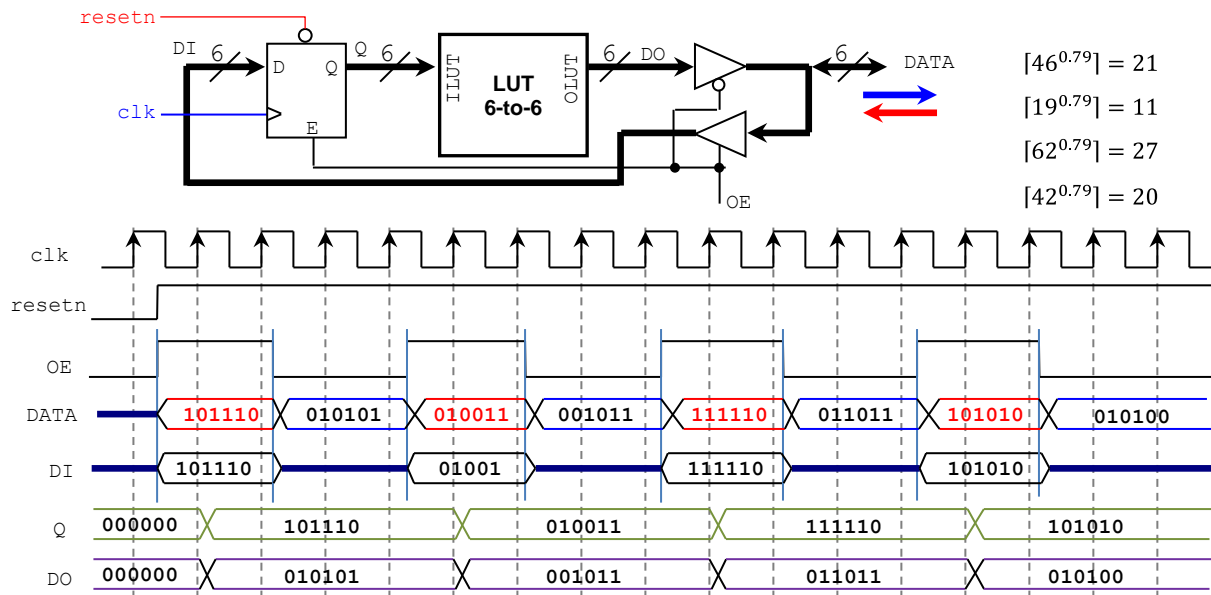 resetn
DI 6 Q 6 6 DO 6 DATA
D Q ILUT LUT 6-to-6 OLUT
clk
E
OE
⌈46^0.79⌉ = 21
⌈19^0.79⌉ = 11
⌈62^0.79⌉ = 27
⌈42^0.79⌉ = 20
clk
resetn
OE
DATA 101110 010101 010011 001011 111110 011011 101010 010100
DI 101110 01001 111110 101010
Q 000000 101110 010011 111110 101010
DO 000000 010101 001011 011011 010100